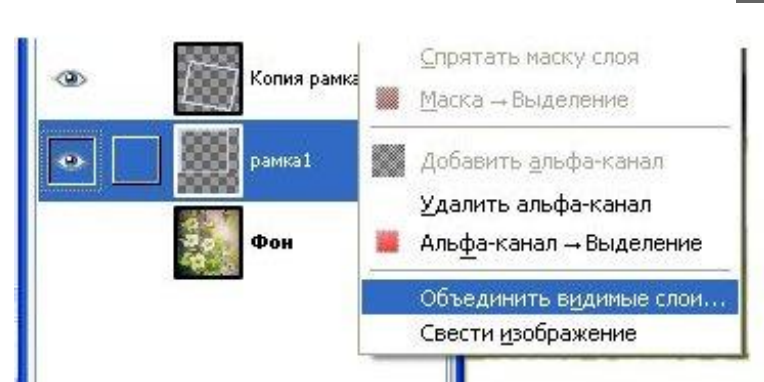 Спрятать маску слоя
Копия рамка
Маска → Выделение
рамка1
Добавить альфа-канал
Удалить альфа-канал
Фон
Альфа-канал → Выделение
Объединить видимые слои...
Свести изображение